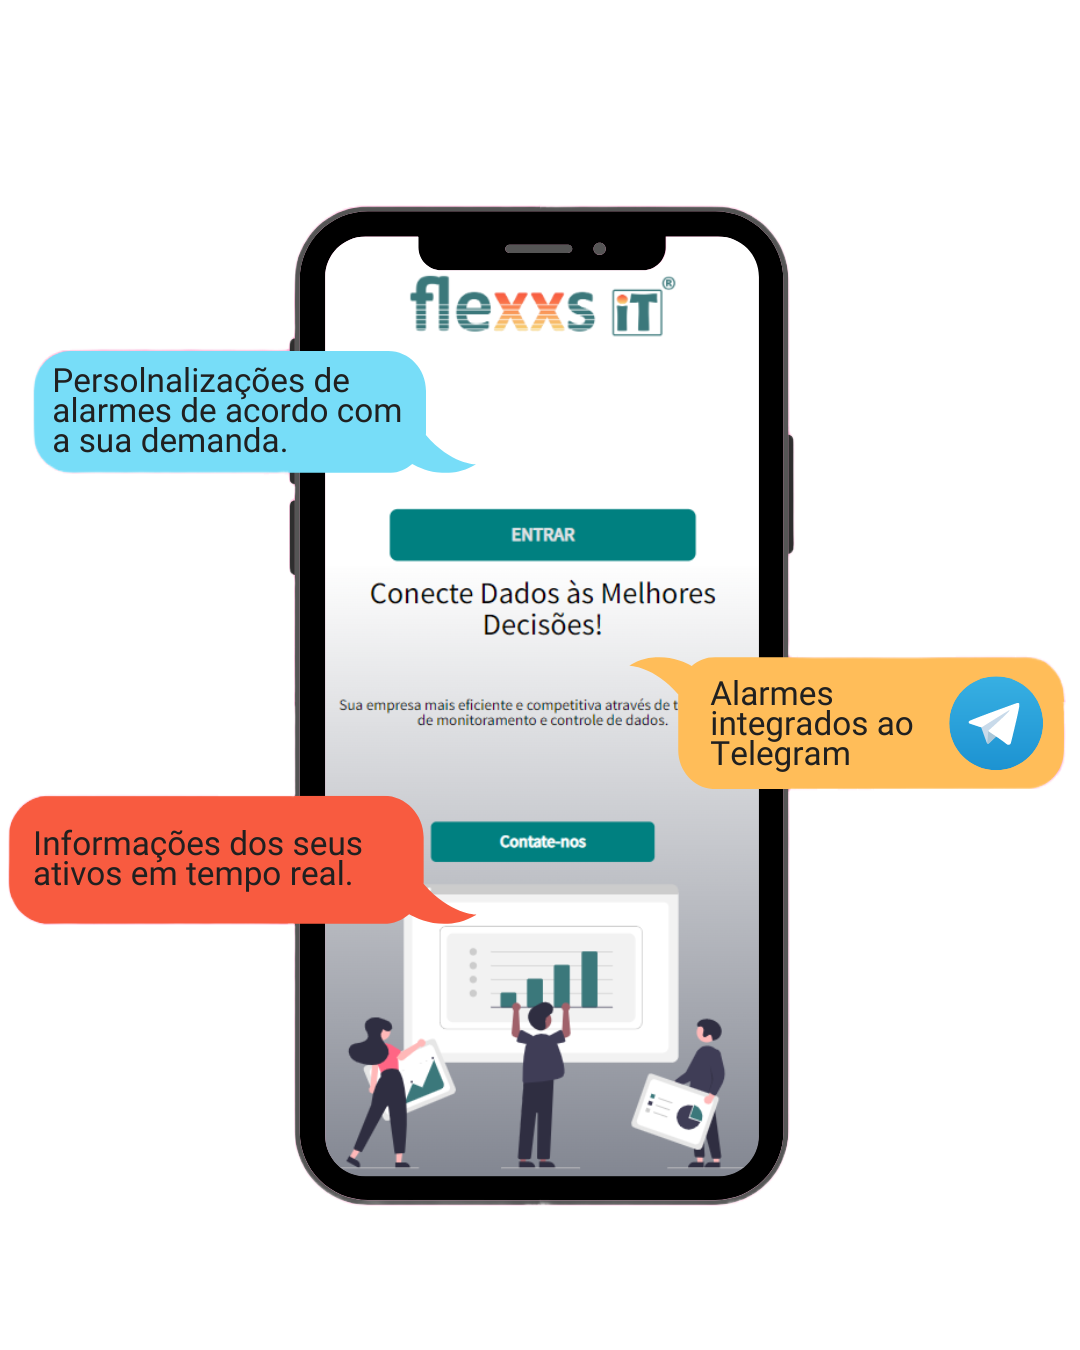 flexxs iT®
Persolnalizações de
alarmes de acordo com
a sua demanda.
ENTRAR
Conecte Dados às Melhores
Decisões!
Alarmes
integrados ao
Telegram
Sua empresa mais eficiente e competitiva através de
de monitoramento e controle de dados.
Contate-nos
Informações dos seus
ativos em tempo real.